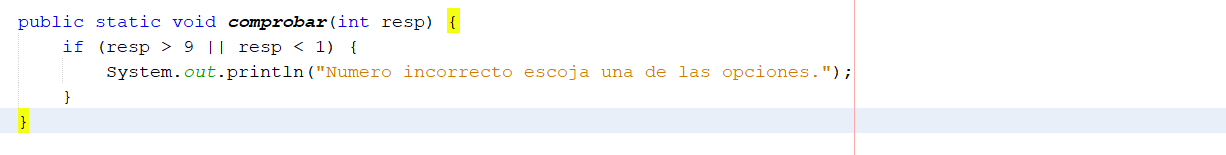 public static void comprobar(int resp) {
if (resp > 9 || resp < 1) {
System.out.println("Numero incorrecto escoja una de las opciones.");
}
}